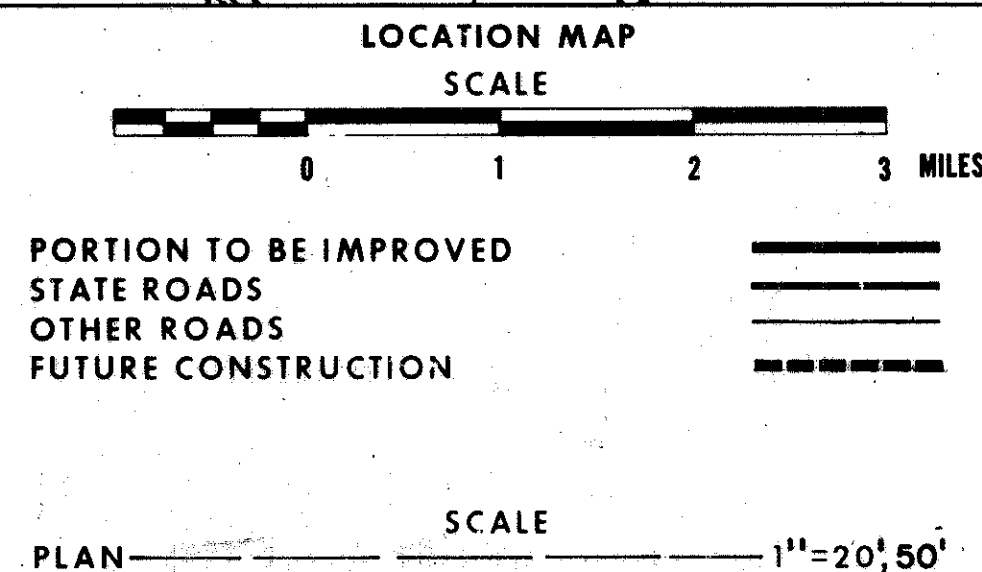 LOCATION MAP
SCALE
0 1 2 3 MILES
PORTION TO BE IMPROVED
STATE ROADS
OTHER ROADS
FUTURE CONSTRUCTION
SCALE
PLAN 1"=20', 50'